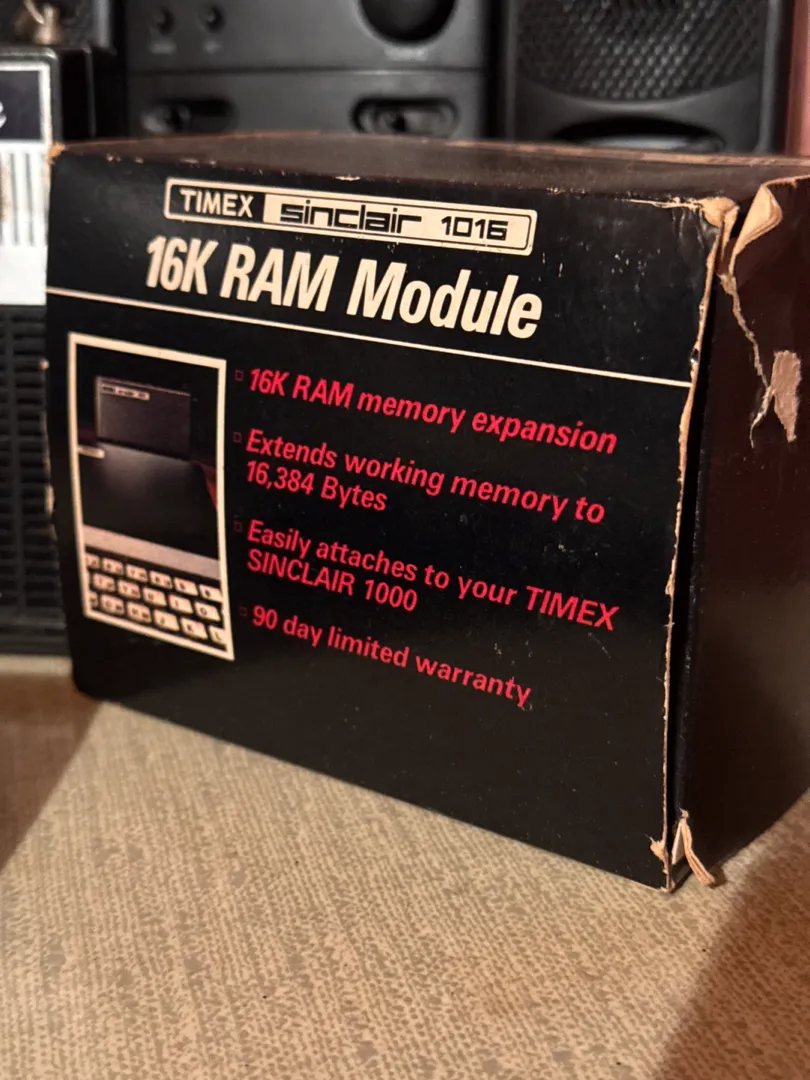 TIMEX sinclair 1016
16K RAM Module
16K RAM memory expansion
Extends working memory to
16,384 Bytes
Easily attaches to your TIMEX
SINCLAIR 1000
90 day limited warranty